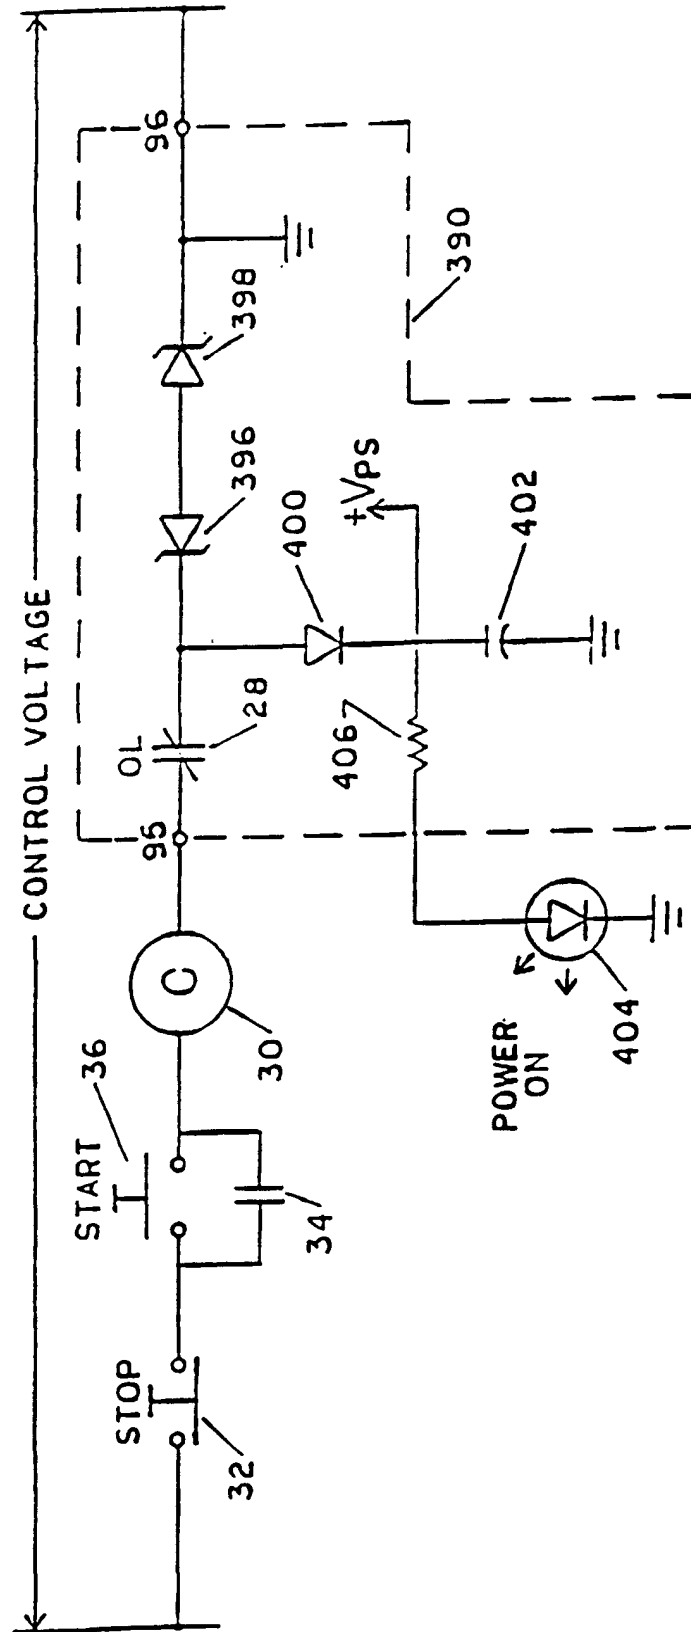 CONTROL VOLTAGE
STOP
32
START
36
34
30
C
95
OL
28
396
398
96
400
+VPS
402
406
390
POWER
ON
404